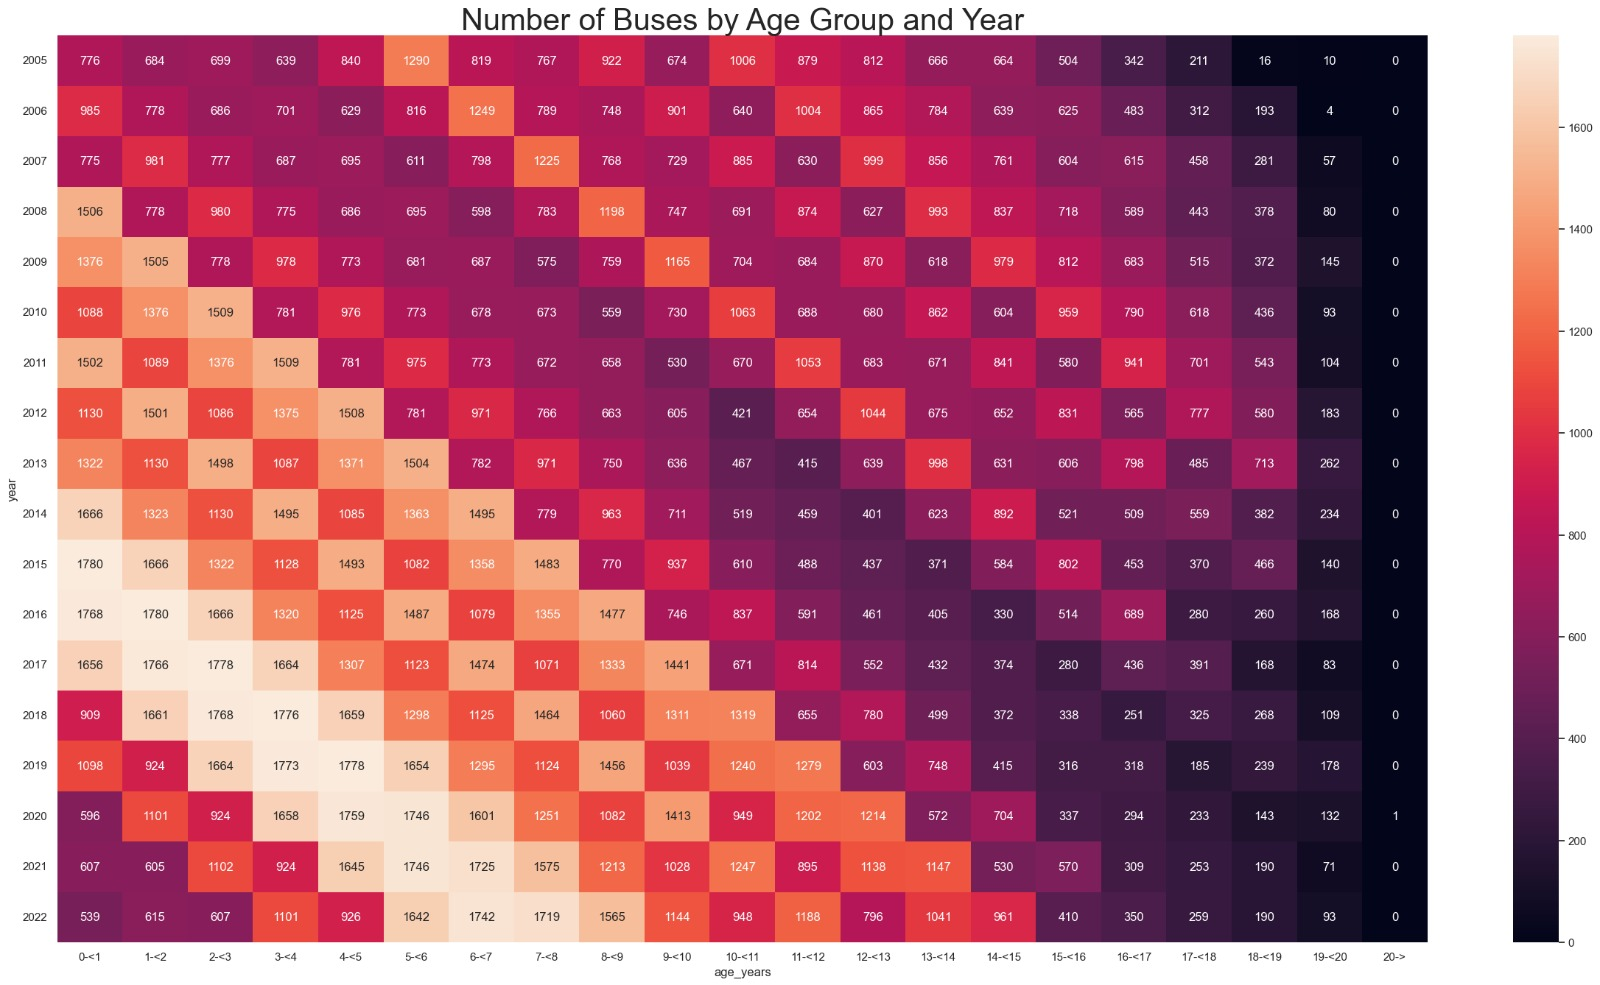 Number of Buses by Age Group and Year
2005 776 684 699 639 840 1290 819 767 922 674 1006 879 812 666 664 504 342 211 16 10 0
2006 985 778 686 701 629 816 1249 789 748 901 640 1004 865 784 639 625 483 312 193 4 0
2007 775 981 777 687 695 611 798 1225 768 729 885 630 999 856 761 604 615 458 281 57 0
2008 1506 778 980 775 686 695 598 783 1198 747 691 874 627 993 837 718 589 443 378 80 0
2009 1376 1505 778 978 773 681 687 575 759 1165 704 684 870 618 979 812 683 515 372 145 0
2010 1088 1376 1509 781 976 773 678 673 559 730 1063 688 680 862 604 959 790 618 436 93 0
2011 1502 1089 1376 1509 781 975 773 672 658 530 670 1053 683 671 841 580 941 701 543 104 0
2012 1130 1501 1086 1375 1508 781 971 766 663 605 421 654 1044 675 652 831 565 777 580 183 0
2013 1322 1130 1498 1087 1371 1504 782 971 750 636 467 415 639 998 631 606 798 485 713 262 0
2014 1666 1323 1130 1495 1085 1363 1495 779 963 711 519 459 401 623 892 521 509 559 382 234 0
2015 1780 1666 1322 1128 1493 1082 1358 1483 770 937 610 488 437 371 584 802 453 370 466 140 0
2016 1768 1780 1666 1320 1125 1487 1079 1355 1477 746 837 591 461 405 330 514 689 280 260 168 0
2017 1656 1766 1778 1664 1307 1123 1474 1071 1333 1441 671 814 552 432 374 280 436 391 168 83 0
2018 909 1661 1768 1776 1659 1298 1125 1464 1060 1311 1319 655 780 499 372 338 251 325 268 109 0
2019 1098 924 1664 1773 1778 1654 1295 1124 1456 1039 1240 1279 603 748 415 316 318 185 239 178 0
2020 596 1101 924 1658 1759 1746 1601 1251 1082 1413 949 1202 1214 572 704 337 294 233 143 132 1
2021 607 605 1102 924 1645 1746 1725 1575 1213 1028 1247 895 1138 1147 530 570 309 253 190 71 0
2022 539 615 607 1101 926 1642 1742 1719 1565 1144 948 1188 796 1041 961 410 350 259 190 93 0
0-<1 1-<2 2-<3 3-<4 4-<5 5-<6 6-<7 7-<8 8-<9 9-<10 10-<11 11-<12 12-<13 13-<14 14-<15 15-<16 16-<17 17-<18 18-<19 19-<20 20->
age_years
year
1600
1400
1200
1000
800
600
400
200
0